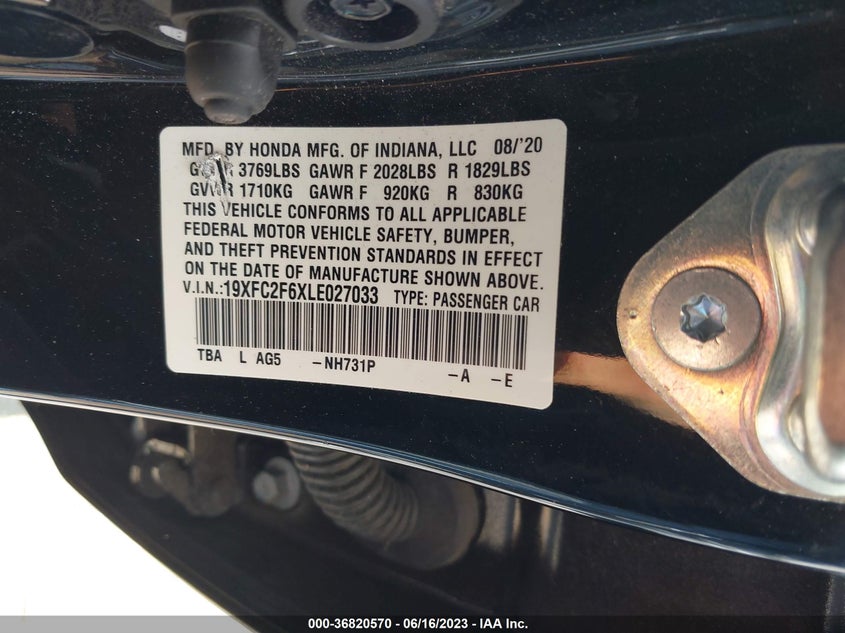 MFD. BY HONDA MFG. OF INDIANA, LLC 08/'20
3769LBS GAWR F 2028LBS R 1829LBS
GVWR 1710KG GAWR F 920KG R 830KG
THIS VEHICLE CONFORMS TO ALL APPLICABLE
FEDERAL MOTOR VEHICLE SAFETY, BUMPER,
AND THEFT PREVENTION STANDARDS IN EFFECT
ON THE DATE OF MANUFACTURE SHOWN ABOVE.
V.I.N.:19XFC2F6XLE027033 TYPE: PASSENGER CAR
TBA L AG5 -NH731P -A -E
000-36820570 - 06/16/2023 - IAA Inc.